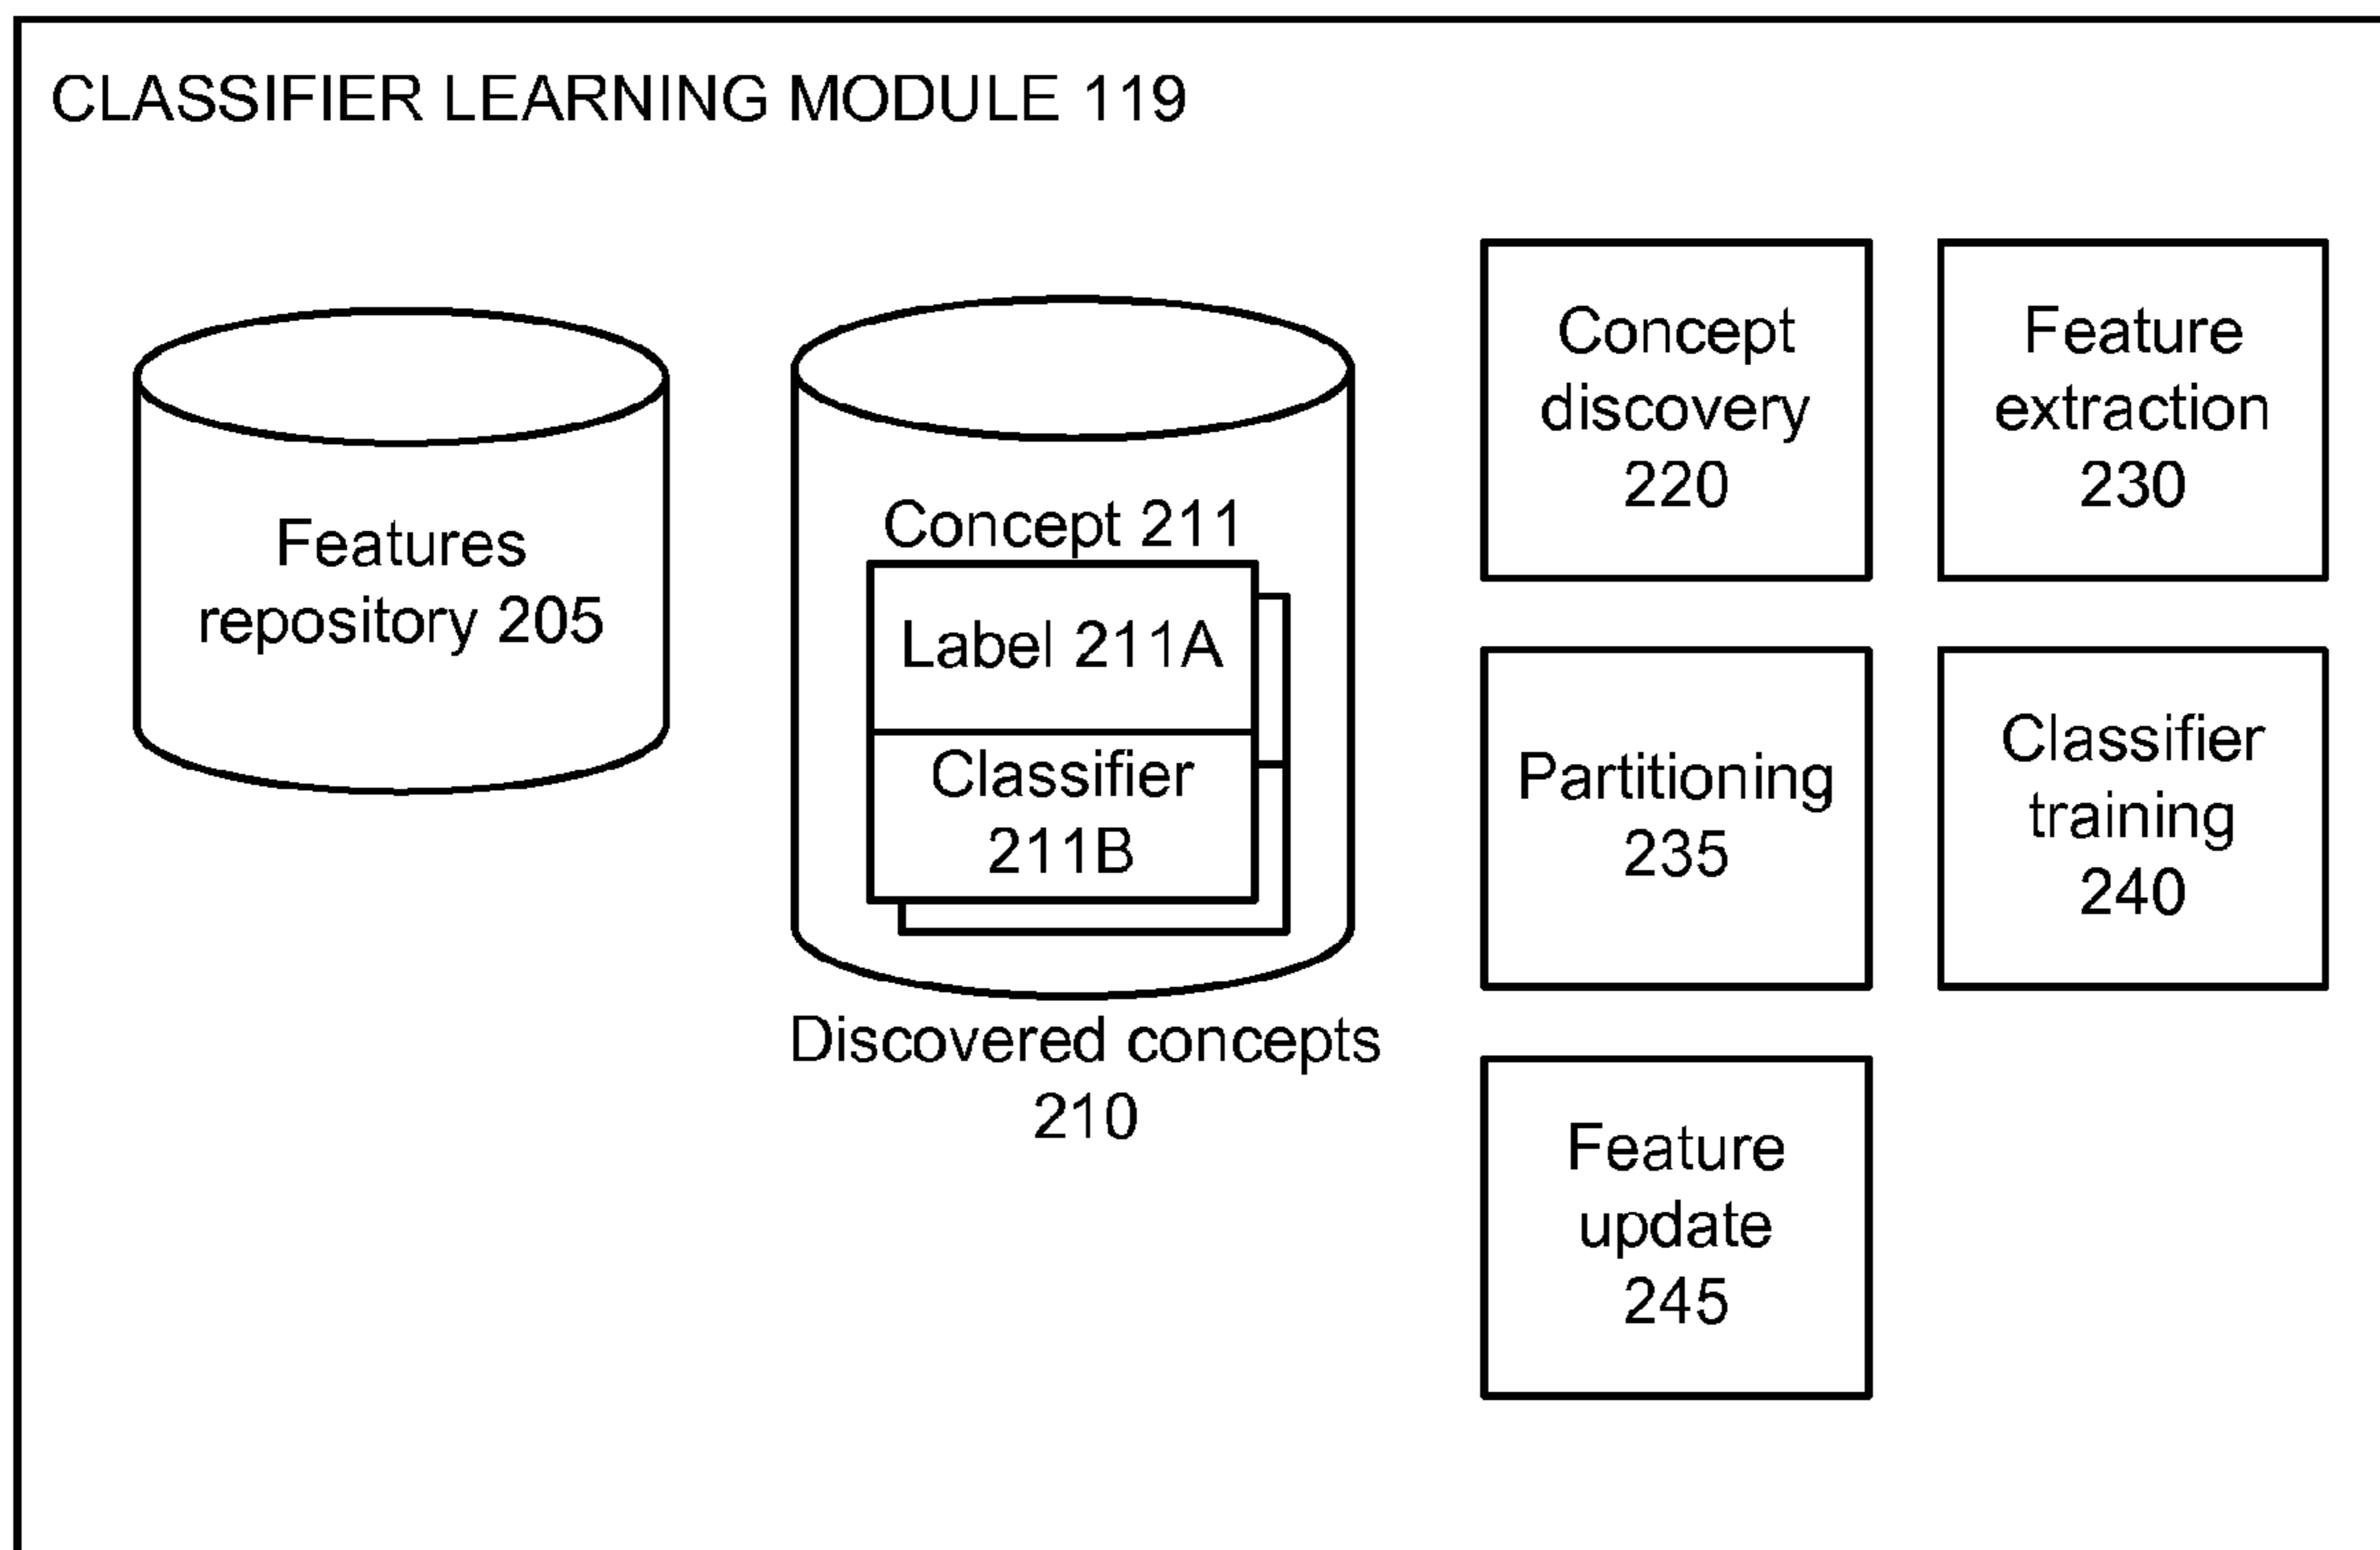 CLASSIFIER LEARNING MODULE 119
Features
repository 205
Concept 211
Label 211A
Classifier
211B
Discovered concepts
210
Concept
discovery
220
Feature
extraction
230
Partitioning
235
Classifier
training
240
Feature
update
245